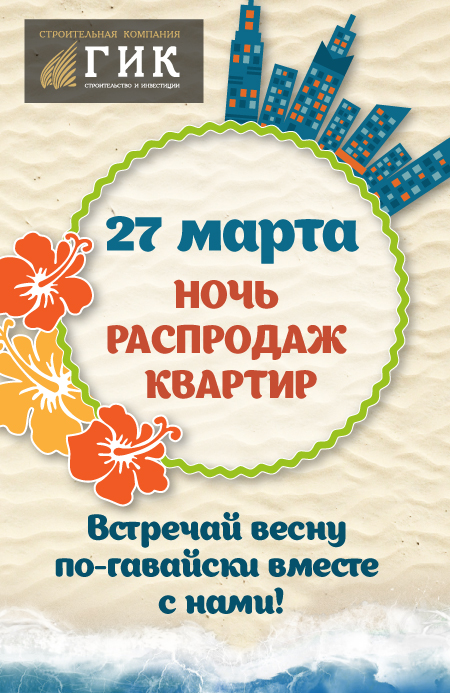 СТРОИТЕЛЬНАЯ КОМПАНИЯ
ГИК
СТРОИТЕЛЬСТВО И ИНВЕСТИЦИИ
27 марта
НОЧЬ
РАСПРОДАЖ
КВАРТИР
Встречай весну
по-гавайски вместе
с нами!